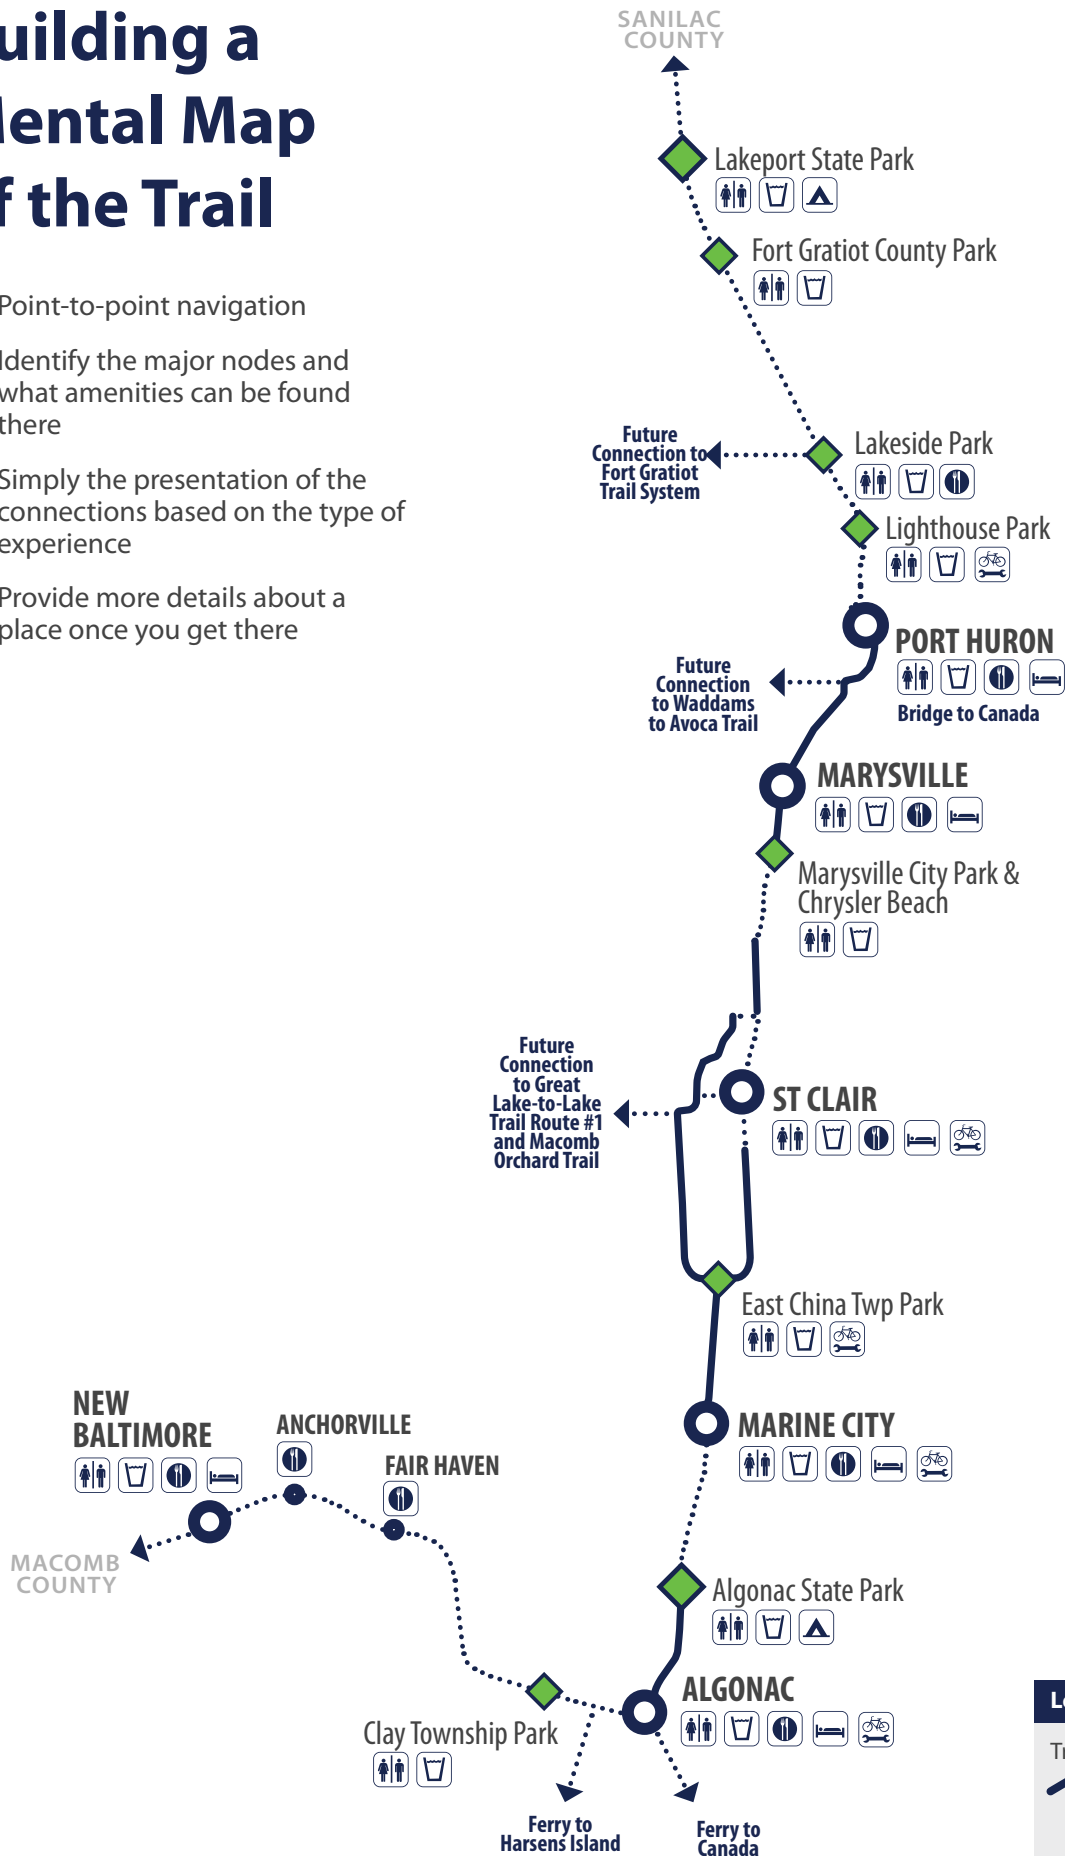 uilding a
ental Map
f the Trail
Point-to-point navigation
Identify the major nodes and
what amenities can be found
there
Simply the presentation of the
connections based on the type of
experience
Provide more details about a
place once you get there
SANILAC
COUNTY
Lakeport State Park
Fort Gratiot County Park
Future
Connection to
Fort Gratiot
Trail System
Lakeside Park
Lighthouse Park
PORT HURON
Bridge to Canada
Future
Connection
to Waddams
to Avoca Trail
MARYSVILLE
Marysville City Park &
Chrysler Beach
Future
Connection
to Great
Lake-to-Lake
Trail Route #1
and Macomb
Orchard Trail
ST CLAIR
East China Twp Park
MARINE CITY
NEW
BALTIMORE
ANCHORVILLE
FAIR HAVEN
MACOMB
COUNTY
Algonac State Park
ALGONAC
Clay Township Park
Ferry to
Harsens Island
Ferry to
Canada